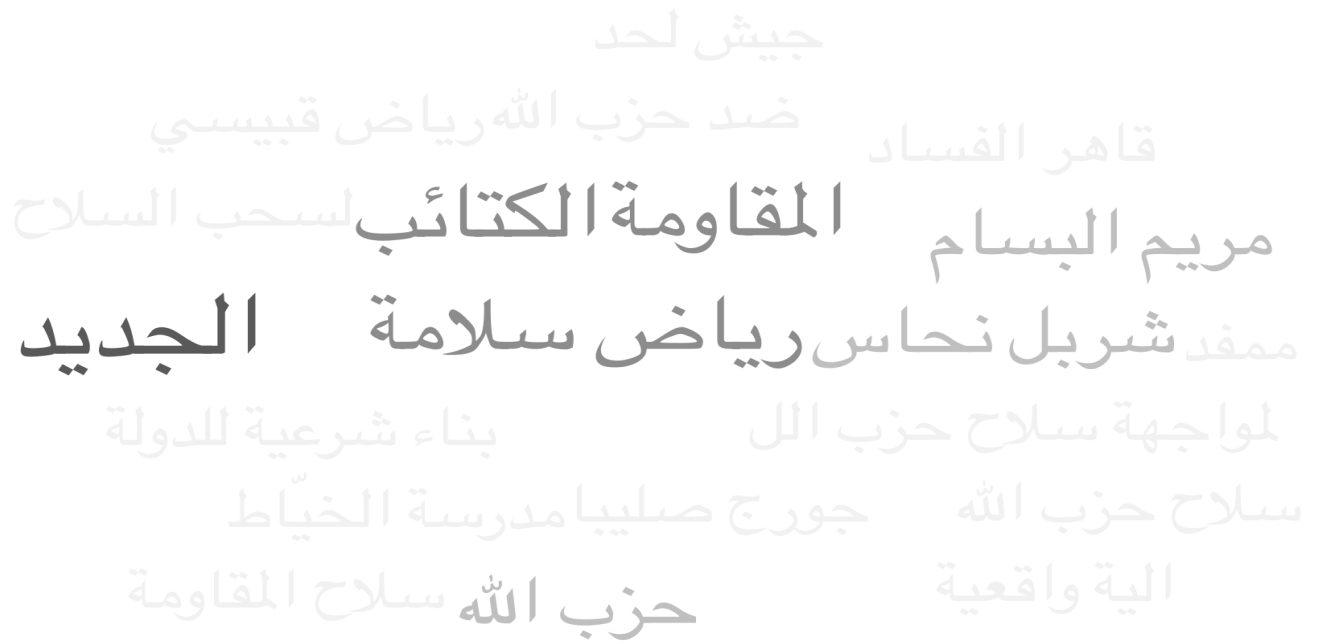 جيش لحد
ضد حزب الله رياض قبيسي
قاهر الفساد
المقاومة الكتائب لسحب السلاح
مريم البسام
ممفد شربل نحاس رياض سلامة الجديد
لمواجهة سلاح حزب الل بناء شرعية للدولة
سلاح حزب الله جورج صليبا مدرسة الخيّاط
الية واقعية حزب الله سلاح المقاومة